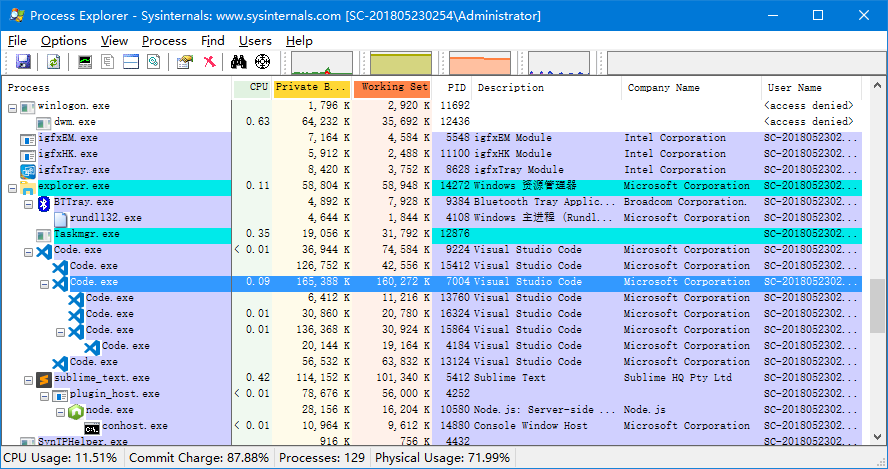 Process Explorer - Sysinternals: www.sysinternals.com [SC-201805230254\Administrator]
File Options View Process Find Users Help
Process CPU Private B... Working Set PID Description Company Name User Name
winlogon.exe 1,796 K 2,920 K 11692 <access denied>
dwm.exe 0.63 64,232 K 35,692 K 12436 <access denied>
igfxEM.exe 7,164 K 4,584 K 5548 igfxEM Module Intel Corporation SC-2018052302...
igfxHK.exe 5,912 K 2,488 K 11100 igfxHK Module Intel Corporation SC-2018052302...
igfxTray.exe 8,420 K 3,752 K 8628 igfxTray Module Intel Corporation SC-2018052302...
explorer.exe 0.11 58,804 K 58,948 K 14272 Windows 资源管理器 Microsoft Corporation SC-2018052302...
BTTray.exe 4,892 K 7,928 K 9384 Bluetooth Tray Applic... Broadcom Corporation. SC-2018052302...
rundll32.exe 4,644 K 1,844 K 4108 Windows 主进程 (Rundl... Microsoft Corporation SC-2018052302...
Taskmgr.exe 0.35 19,056 K 31,792 K 12876
Code.exe < 0.01 36,944 K 74,584 K 9224 Visual Studio Code Microsoft Corporation SC-2018052302...
Code.exe 126,752 K 42,556 K 15412 Visual Studio Code Microsoft Corporation SC-2018052302...
Code.exe 0.09 165,388 K 160,272 K 7004 Visual Studio Code Microsoft Corporation SC-2018052302...
Code.exe 6,412 K 11,216 K 13760 Visual Studio Code Microsoft Corporation SC-2018052302...
Code.exe 0.01 30,860 K 20,780 K 16324 Visual Studio Code Microsoft Corporation SC-2018052302...
Code.exe 0.01 136,368 K 30,924 K 15864 Visual Studio Code Microsoft Corporation SC-2018052302...
Code.exe 20,144 K 19,164 K 4184 Visual Studio Code Microsoft Corporation SC-2018052302...
Code.exe 56,532 K 63,832 K 13124 Visual Studio Code Microsoft Corporation SC-2018052302...
sublime_text.exe 0.42 114,152 K 101,340 K 5412 Sublime Text Sublime HQ Pty Ltd SC-2018052302...
plugin_host.exe < 0.01 78,676 K 56,000 K 4252 SC-2018052302...
node.exe 28,156 K 16,204 K 10580 Node.js: Server-side ... Node.js SC-2018052302...
conhost.exe < 0.01 10,964 K 9,612 K 14880 Console Window Host Microsoft Corporation SC-2018052302...
SynTPHelper.exe 916 K 756 K 4432 SC-2018052302...
CPU Usage: 11.51% Commit Charge: 87.88% Processes: 129 Physical Usage: 71.99%